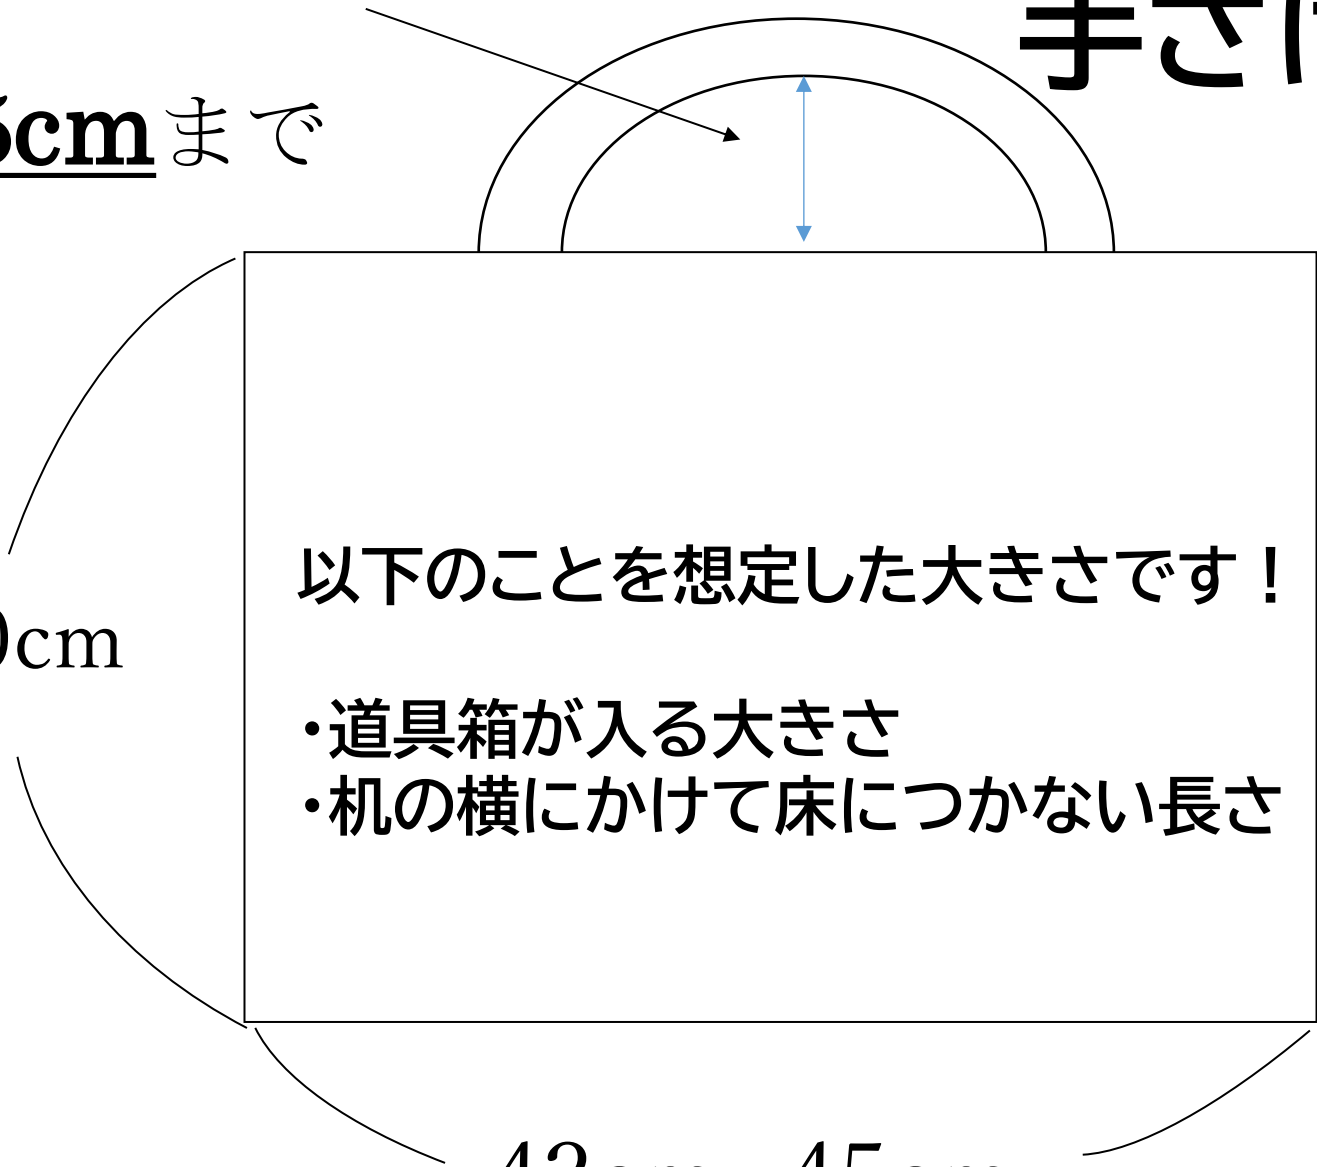 手さ
cmまで
以下のことを想定した大きさです！
cm
・道具箱が入る大きさ
・机の横にかけて床につかない長さ